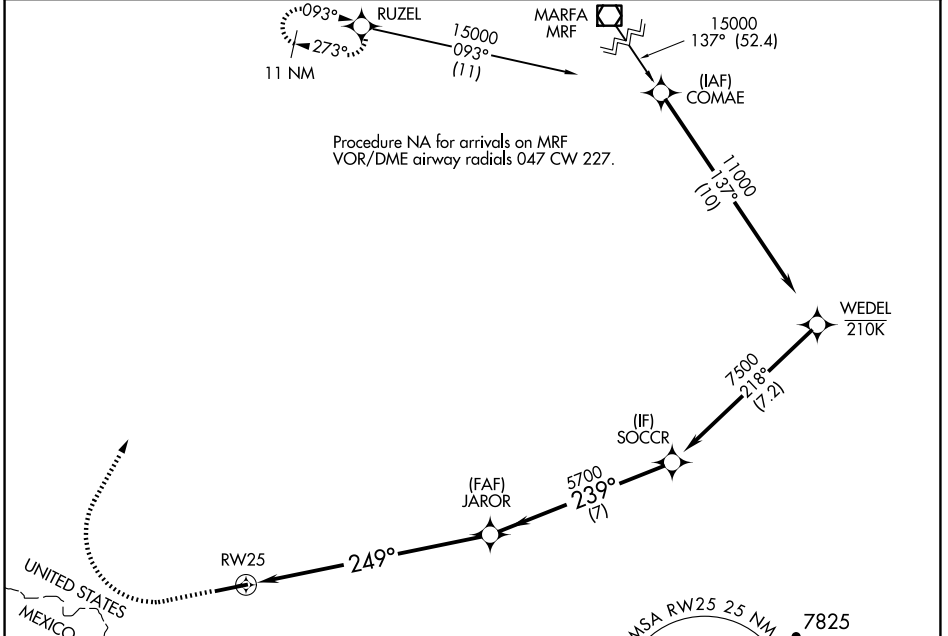 093°
RUZEL
273°
11 NM
15000
093°
(11)
MARFA
MRF
15000
137° (52.4)
(IAF)
COMAE
Procedure NA for arrivals on MRF
VOR/DME airway radials 047 CW 227.
11000
137°
(10)
WEDEL
210K
7500
218°
(7.2)
(IF)
SOCCR
5700
239°
(7)
(FAF)
JAROR
249°
RW25
UNITED STATES
MEXICO
MSA RW25 25 NM
7825